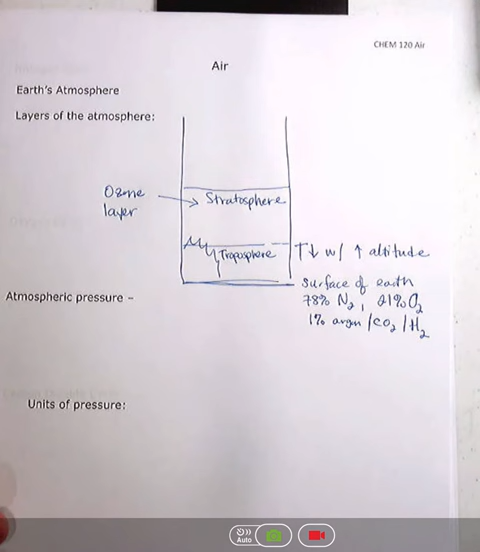 CHEM 120 Air
Air
Earth's Atmosphere
Layers of the atmosphere:
Ozone
layer
Stratosphere
Troposphere
T↓ w/ ↑ altitude
surface of earth
78% N₂, 21% O₂
1% argon/CO₂/H₂
Atmospheric pressure –
Units of pressure:
Auto